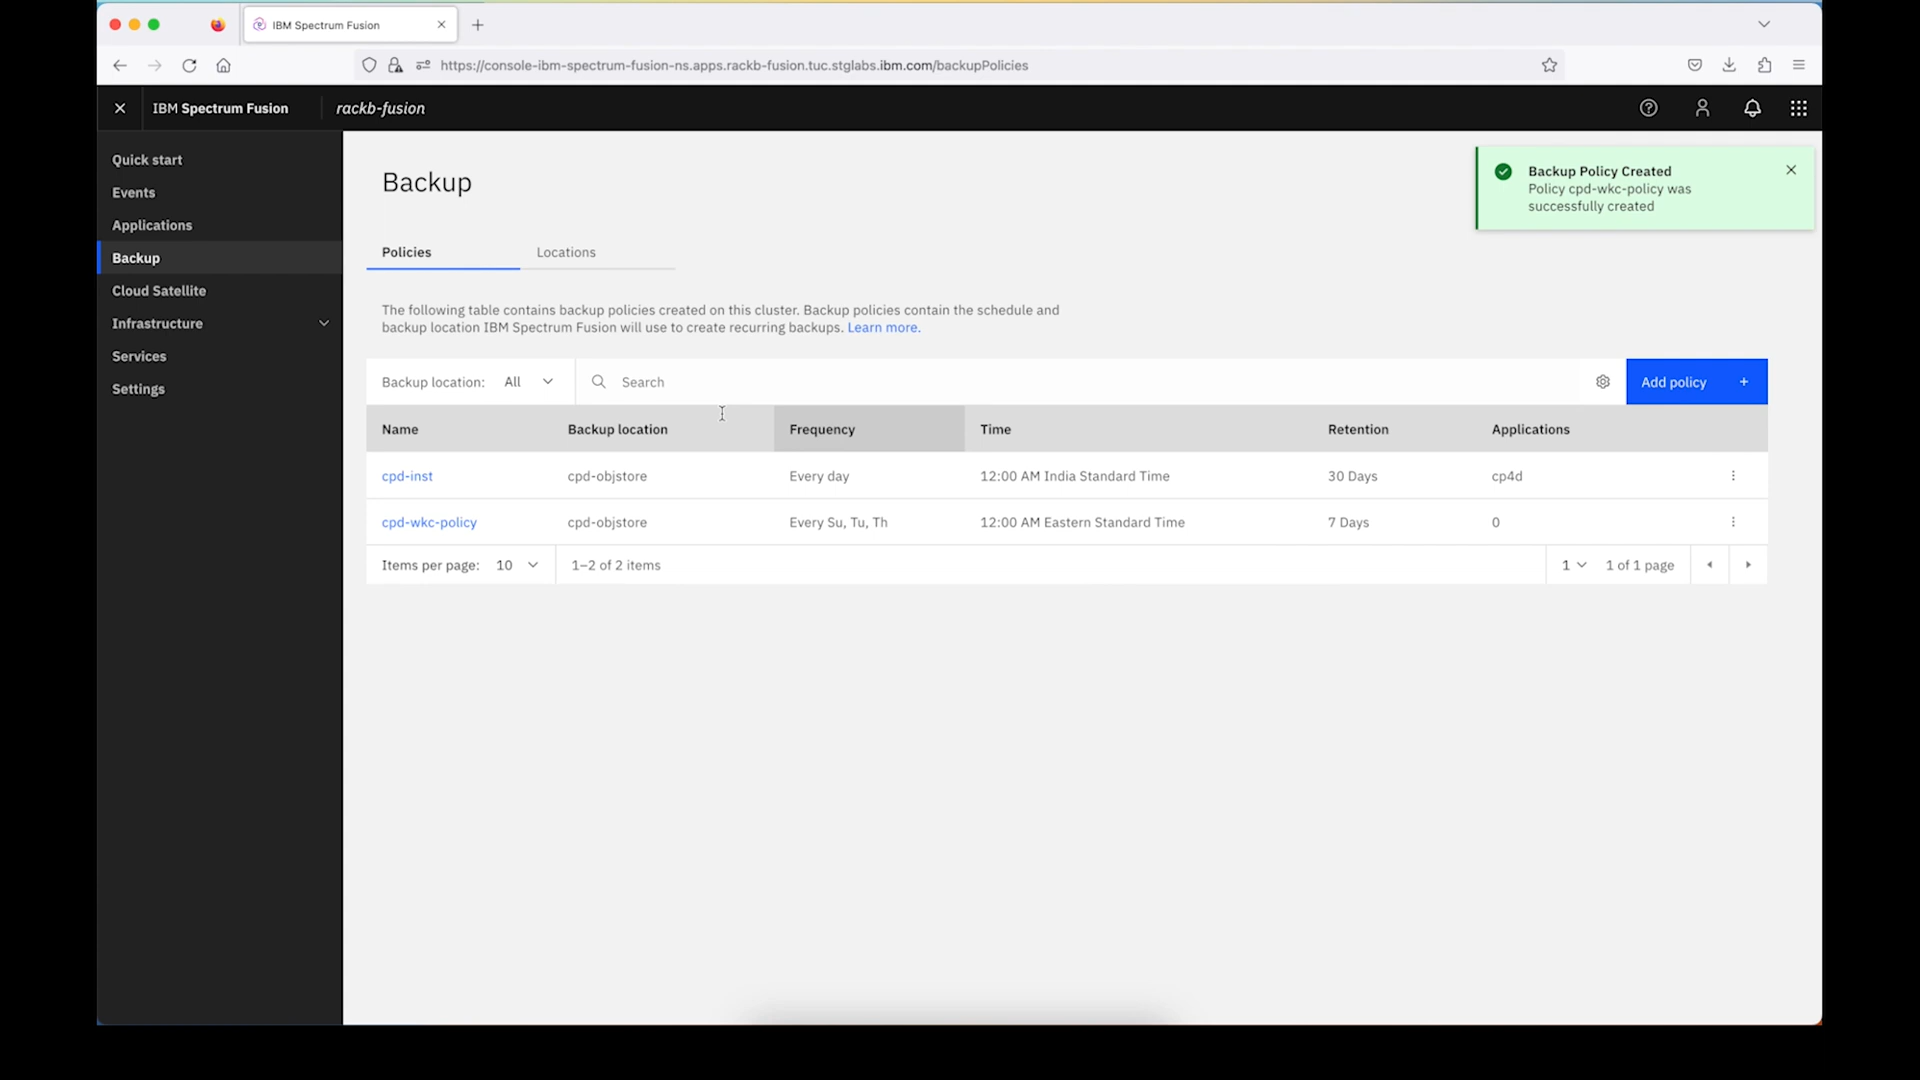 IBM Spectrum Fusion
https://console-ibm-spectrum-fusion-ns.apps.rackb-fusion.tuc.stglabs.ibm.com/backupPolicies
IBM Spectrum Fusion
rackb-fusion
Quick start
Events
Applications
Backup
Cloud Satellite
Infrastructure
Services
Settings
Backup
Backup Policy Created
Policy cpd-wkc-policy was
successfully created
Policies Locations
The following table contains backup policies created on this cluster. Backup policies contain the schedule and
backup location IBM Spectrum Fusion will use to create recurring backups. Learn more.
Backup location: All Search Add policy +
Name Backup location Frequency Time Retention Applications
cpd-inst cpd-objstore Every day 12:00 AM India Standard Time 30 Days cp4d
cpd-wkc-policy cpd-objstore Every Su, Tu, Th 12:00 AM Eastern Standard Time 7 Days 0
Items per page: 10 1–2 of 2 items 1 1 of 1 page